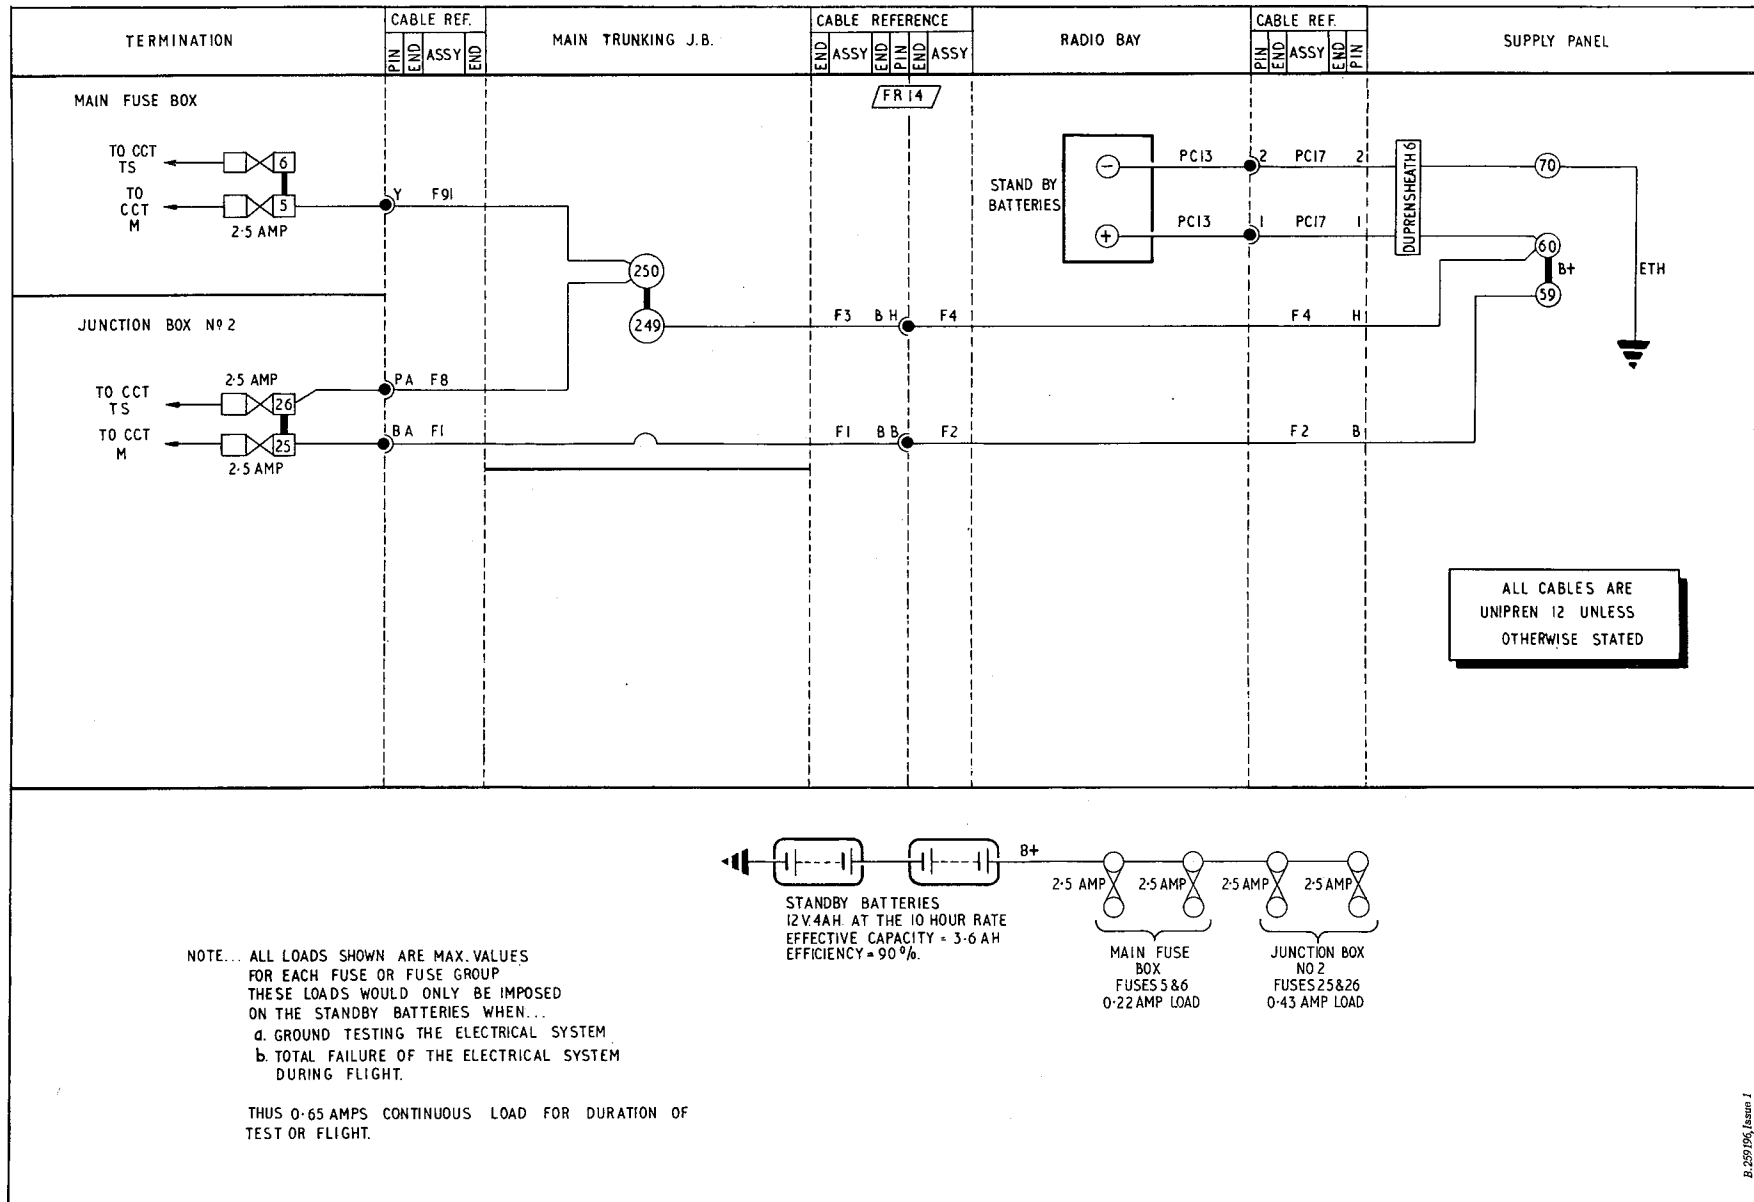 TERMINATION
CABLE REF.
PIN END ASSY END
MAIN TRUNKING J.B.
CABLE REFERENCE
END ASSY END PIN END ASSY
RADIO BAY
CABLE REF.
PIN END ASSY END PIN
SUPPLY PANEL
MAIN FUSE BOX
FR 14
TO CCT
TS
6
TO
CCT
M
5
2·5 AMP
Y F91
250
249
STAND BY
BATTERIES
−
+
PC13 2 PC17 2
PC13 1 PC17 1
DUPRENSHEATH 6
70
60
B+
59
ETH
JUNCTION BOX Nº 2
F3 B H F4
F4 H
2·5 AMP
TO CCT
TS
26
PA F8
TO CCT
M
25
2·5 AMP
BA F1
F1 B B F2
F2 B
ALL CABLES ARE
UNIPREN 12 UNLESS
OTHERWISE STATED
B+
2·5 AMP 2·5 AMP 2·5 AMP 2·5 AMP
STANDBY BATTERIES
12V.4AH. AT THE 10 HOUR RATE
EFFECTIVE CAPACITY = 3·6 AH
EFFICIENCY = 90%.
MAIN FUSE
BOX
FUSES 5 & 6
0·22 AMP LOAD
JUNCTION BOX
NO 2
FUSES 25 & 26
0·43 AMP LOAD
NOTE... ALL LOADS SHOWN ARE MAX. VALUES
FOR EACH FUSE OR FUSE GROUP
THESE LOADS WOULD ONLY BE IMPOSED
ON THE STANDBY BATTERIES WHEN...
a. GROUND TESTING THE ELECTRICAL SYSTEM
b. TOTAL FAILURE OF THE ELECTRICAL SYSTEM
DURING FLIGHT.
THUS 0·65 AMPS CONTINUOUS LOAD FOR DURATION OF
TEST OR FLIGHT.
B.259196, Issue 1